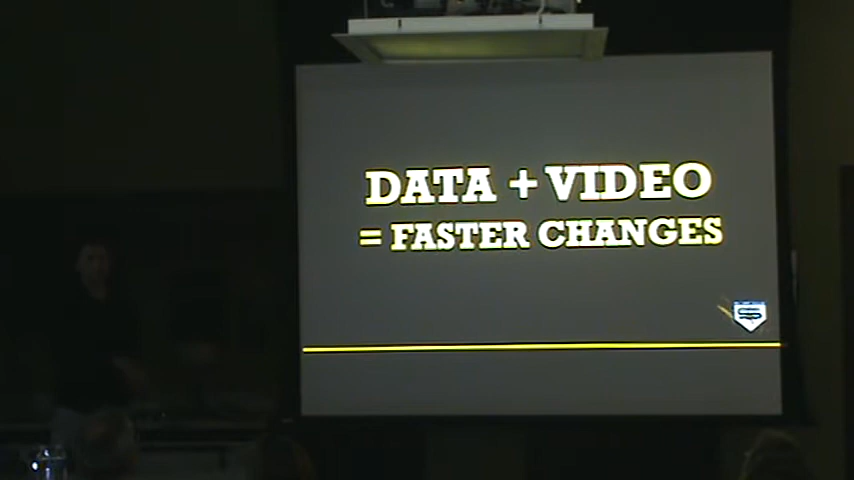 DATA + VIDEO
= FASTER CHANGES